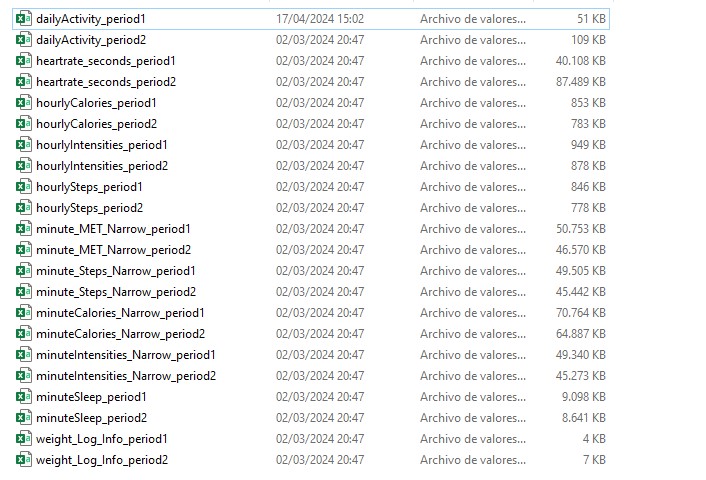 dailyActivity_period1 17/04/2024 15:02 Archivo de valores... 51 KB
dailyActivity_period2 02/03/2024 20:47 Archivo de valores... 109 KB
heartrate_seconds_period1 02/03/2024 20:47 Archivo de valores... 40.108 KB
heartrate_seconds_period2 02/03/2024 20:47 Archivo de valores... 87.489 KB
hourlyCalories_period1 02/03/2024 20:47 Archivo de valores... 853 KB
hourlyCalories_period2 02/03/2024 20:47 Archivo de valores... 783 KB
hourlyIntensities_period1 02/03/2024 20:47 Archivo de valores... 949 KB
hourlyIntensities_period2 02/03/2024 20:47 Archivo de valores... 878 KB
hourlySteps_period1 02/03/2024 20:47 Archivo de valores... 846 KB
hourlySteps_period2 02/03/2024 20:47 Archivo de valores... 778 KB
minute_MET_Narrow_period1 02/03/2024 20:47 Archivo de valores... 50.753 KB
minute_MET_Narrow_period2 02/03/2024 20:47 Archivo de valores... 46.570 KB
minute_Steps_Narrow_period1 02/03/2024 20:47 Archivo de valores... 49.505 KB
minute_Steps_Narrow_period2 02/03/2024 20:47 Archivo de valores... 45.442 KB
minuteCalories_Narrow_period1 02/03/2024 20:47 Archivo de valores... 70.764 KB
minuteCalories_Narrow_period2 02/03/2024 20:47 Archivo de valores... 64.887 KB
minuteIntensities_Narrow_period1 02/03/2024 20:47 Archivo de valores... 49.340 KB
minuteIntensities_Narrow_period2 02/03/2024 20:47 Archivo de valores... 45.273 KB
minuteSleep_period1 02/03/2024 20:47 Archivo de valores... 9.098 KB
minuteSleep_period2 02/03/2024 20:47 Archivo de valores... 8.641 KB
weight_Log_Info_period1 02/03/2024 20:47 Archivo de valores... 4 KB
weight_Log_Info_period2 02/03/2024 20:47 Archivo de valores... 7 KB